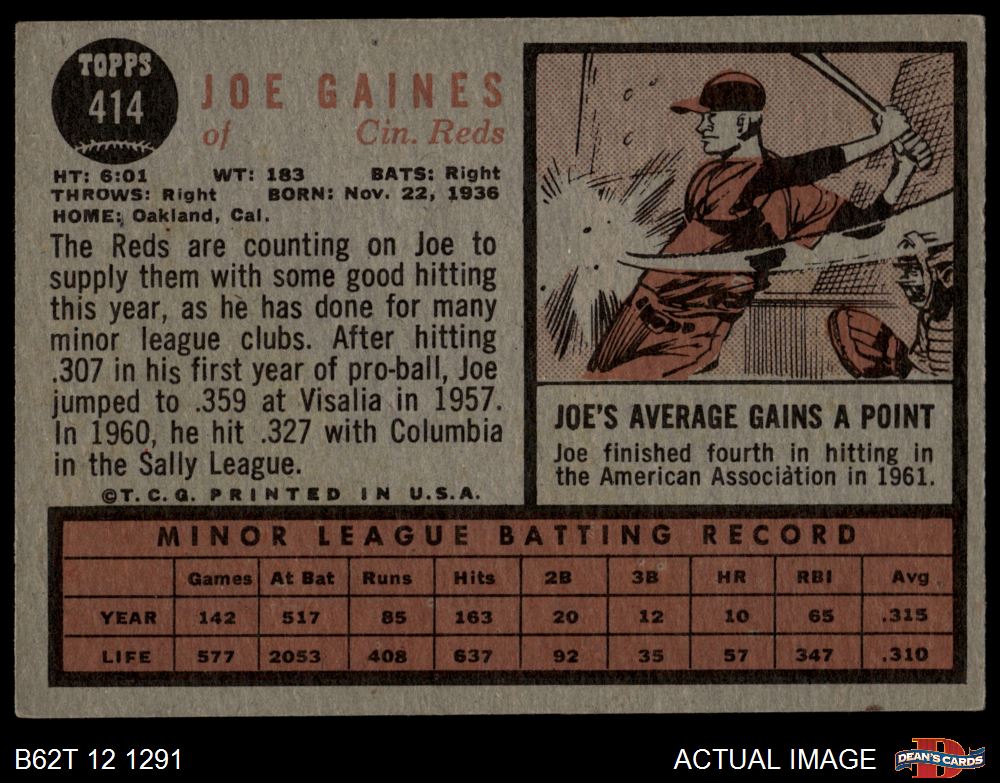 TOPPS
414
JOE GAINES
of Cin. Reds
HT: 6:01 WT: 183 BATS: Right
THROWS: Right BORN: Nov. 22, 1936
HOME: Oakland, Cal.
The Reds are counting on Joe to
supply them with some good hitting
this year, as he has done for many
minor league clubs. After hitting
.307 in his first year of pro-ball, Joe
jumped to .359 at Visalia in 1957.
In 1960, he hit .327 with Columbia
in the Sally League.
©T.C.G. PRINTED IN U.S.A.
JOE'S AVERAGE GAINS A POINT
Joe finished fourth in hitting in
the American Association in 1961.
MINOR LEAGUE BATTING RECORD
Games At Bat Runs Hits 2B 3B HR RBI Avg.
YEAR 142 517 85 163 20 12 10 65 .315
LIFE 577 2053 408 637 92 35 57 347 .310
B62T 12 1291 ACTUAL IMAGE
DEAN'S CARDS